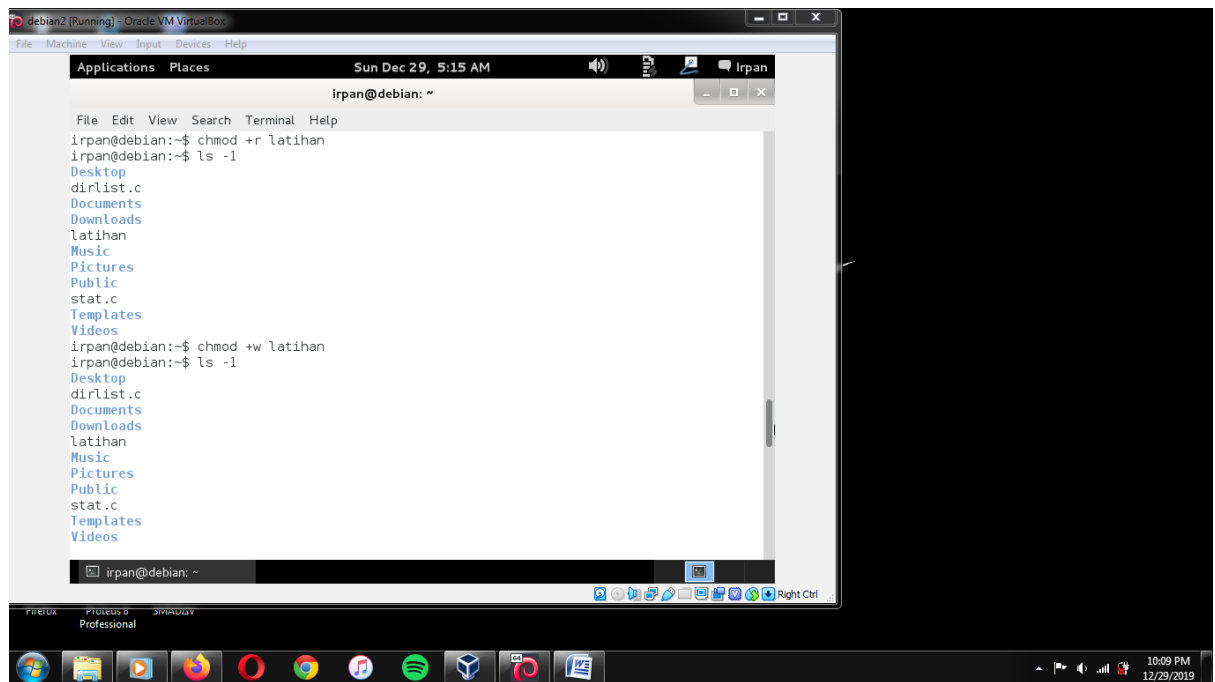 debian2 [Running] - Oracle VM VirtualBox
File Machine View Input Devices Help
Applications Places Sun Dec 29, 5:15 AM Irpan
irpan@debian: ~
File Edit View Search Terminal Help
irpan@debian:~$ chmod +r latihan
irpan@debian:~$ ls -1
Desktop
dirlist.c
Documents
Downloads
latihan
Music
Pictures
Public
stat.c
Templates
Videos
irpan@debian:~$ chmod +w latihan
irpan@debian:~$ ls -1
Desktop
dirlist.c
Documents
Downloads
latihan
Music
Pictures
Public
stat.c
Templates
Videos
irpan@debian: ~
Right Ctrl
Firefox Proteus 8 SMADAV
Professional
10:09 PM
12/29/2019